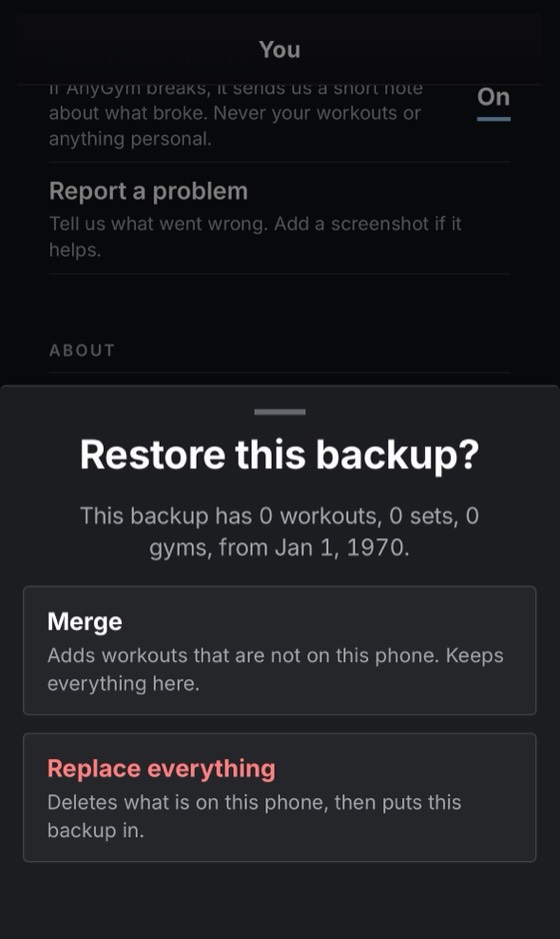 You
If AnyGym breaks, it sends us a short note
about what broke. Never your workouts or
anything personal.
On
Report a problem
Tell us what went wrong. Add a screenshot if it
helps.
ABOUT
Restore this backup?
This backup has 0 workouts, 0 sets, 0
gyms, from Jan 1, 1970.
Merge
Adds workouts that are not on this phone. Keeps
everything here.
Replace everything
Deletes what is on this phone, then puts this
backup in.